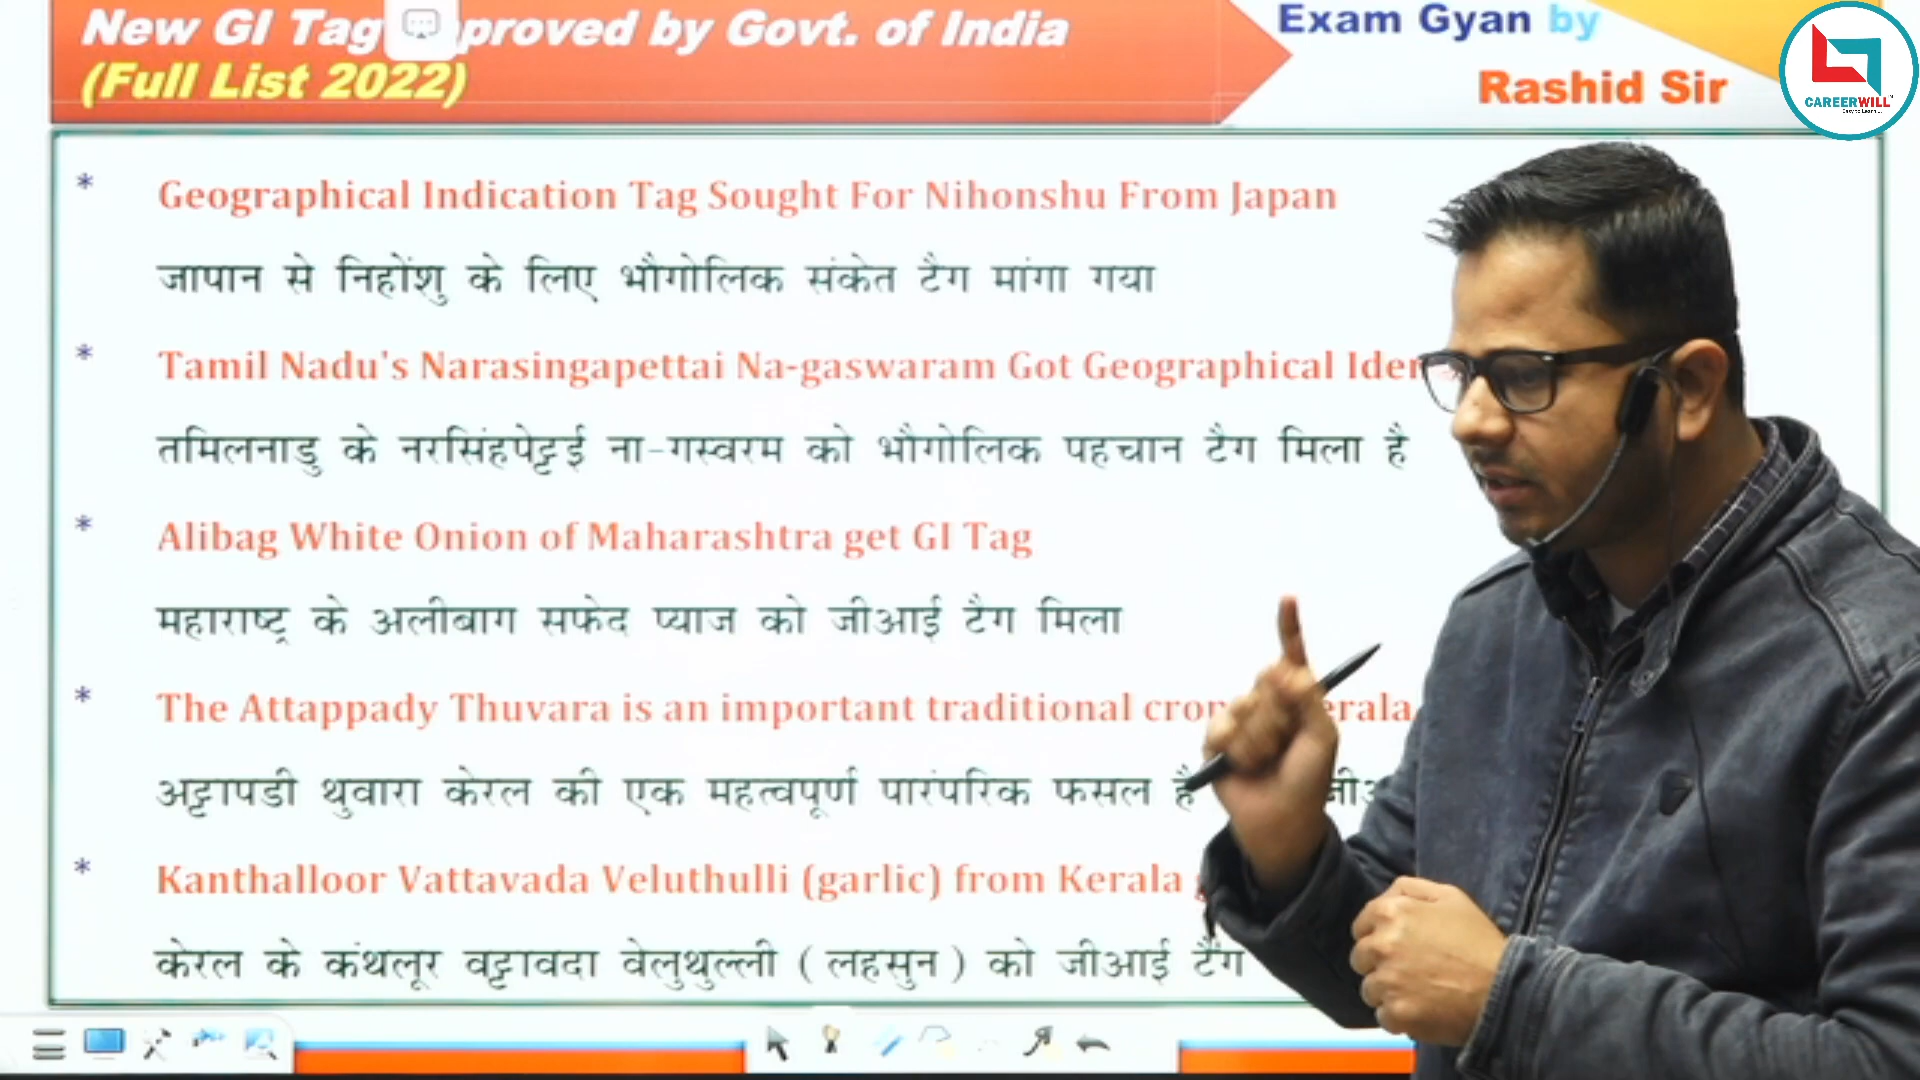 New GI Tag proved by Govt. of India
(Full List 2022)
Exam Gyan by
Rashid Sir
CAREERWILL
* Geographical Indication Tag Sought For Nihonshu From Japan
जापान से निहोंशु के लिए भौगोलिक संकेत टैग मांगा गया
* Tamil Nadu's Narasingapettai Na-gaswaram Got Geographical Iden
तमिलनाडु के नरसिंहपेट्टई ना-गस्वरम को भौगोलिक पहचान टैग मिला है
* Alibag White Onion of Maharashtra get GI Tag
महाराष्ट्र के अलीबाग सफेद प्याज को जीआई टैग मिला
* The Attappady Thuvara is an important traditional crop erala
अट्टापडी थुवारा केरल की एक महत्वपूर्ण पारंपरिक फसल है
* Kanthalloor Vattavada Veluthulli (garlic) from Kerala
केरल के कंथलूर वट्टावदा वेलुथुल्ली (लहसुन) को जीआई टैग